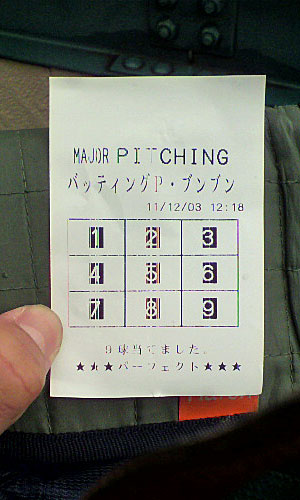 MAJOR PITCHING
バッティングP・ブンブン
11/12/03 12:18
1 2 3
4 5 6
7 8 9
9球当てました。
★★★パーフェクト★★★